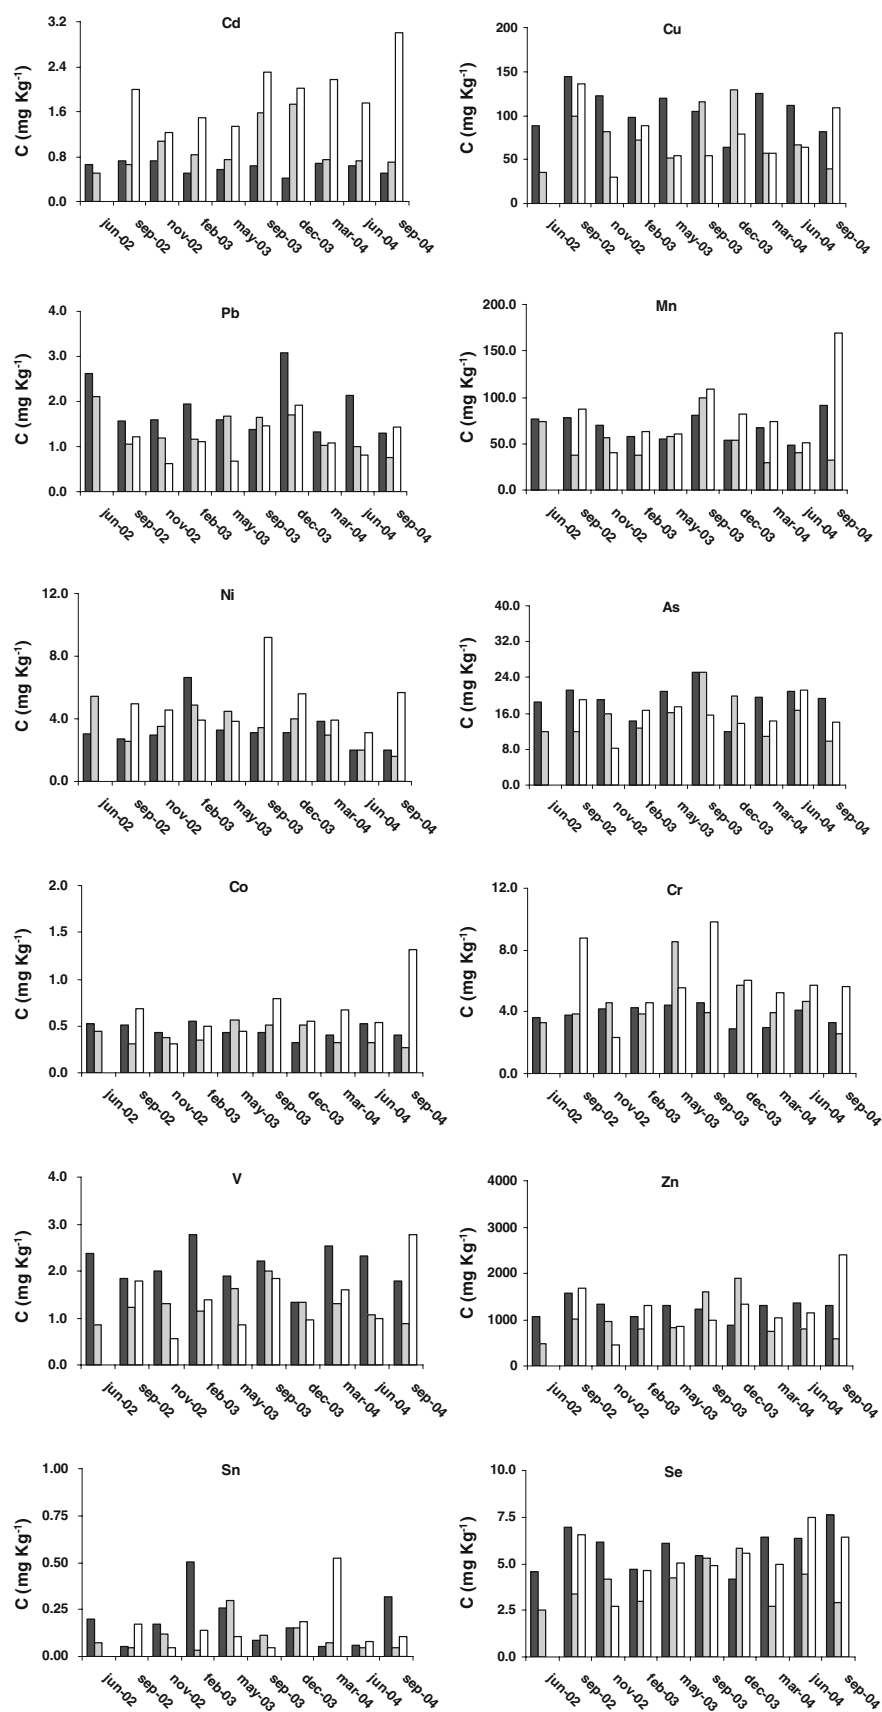 Cd
C (mg Kg-1)
3.2
2.4
1.6
0.8
0.0
jun-02 sep-02 nov-02 feb-03 may-03 sep-03 dec-03 mar-04 jun-04 sep-04
Cu
C (mg Kg-1)
200
150
100
50
0
jun-02 sep-02 nov-02 feb-03 may-03 sep-03 dec-03 mar-04 jun-04 sep-04
Pb
C (mg Kg-1)
4.0
3.0
2.0
1.0
0.0
jun-02 sep-02 nov-02 feb-03 may-03 sep-03 dec-03 mar-04 jun-04 sep-04
Mn
C (mg Kg-1)
200.0
150.0
100.0
50.0
0.0
jun-02 sep-02 nov-02 feb-03 may-03 sep-03 dec-03 mar-04 jun-04 sep-04
Ni
C (mg Kg-1)
12.0
8.0
4.0
0.0
jun-02 sep-02 nov-02 feb-03 may-03 sep-03 dec-03 mar-04 jun-04 sep-04
As
C (mg Kg-1)
40.0
32.0
24.0
16.0
8.0
0.0
jun-02 sep-02 nov-02 feb-03 may-03 sep-03 dec-03 mar-04 jun-04 sep-04
Co
C (mg Kg-1)
2.0
1.5
1.0
0.5
0.0
jun-02 sep-02 nov-02 feb-03 may-03 sep-03 dec-03 mar-04 jun-04 sep-04
Cr
C (mg Kg-1)
12.0
8.0
4.0
0.0
jun-02 sep-02 nov-02 feb-03 may-03 sep-03 dec-03 mar-04 jun-04 sep-04
V
C (mg Kg-1)
4.0
3.0
2.0
1.0
0.0
jun-02 sep-02 nov-02 feb-03 may-03 sep-03 dec-03 mar-04 jun-04 sep-04
Zn
C (mg Kg-1)
4000
3000
2000
1000
0
jun-02 sep-02 nov-02 feb-03 may-03 sep-03 dec-03 mar-04 jun-04 sep-04
Sn
C (mg Kg-1)
1.00
0.75
0.50
0.25
0.00
jun-02 sep-02 nov-02 feb-03 may-03 sep-03 dec-03 mar-04 jun-04 sep-04
Se
C (mg Kg-1)
10.0
7.5
5.0
2.5
0.0
jun-02 sep-02 nov-02 feb-03 may-03 sep-03 dec-03 mar-04 jun-04 sep-04